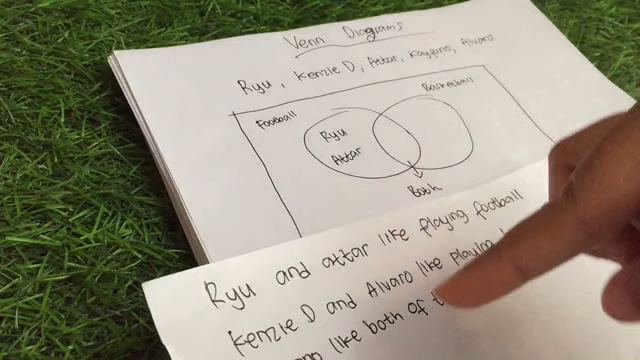 Venn Diagrams
Ryu, Kenzie D, Attar, Kaysano, Alvaro
Football
Basketball
Ryu
Attar
Both
Ryu and attar like playing football
Kenzie D and Alvaro like playing
like both of